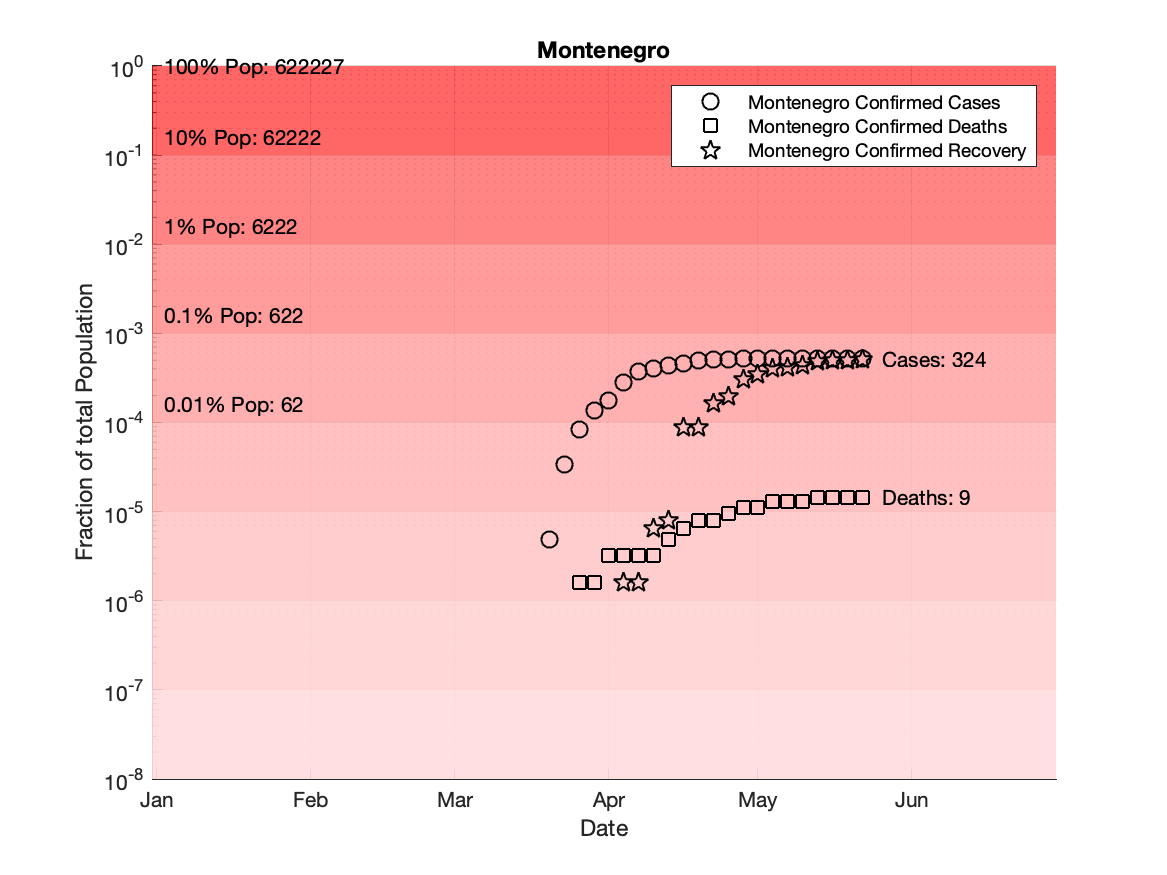 Montenegro
10⁰
100% Pop: 622227
Montenegro Confirmed Cases
Montenegro Confirmed Deaths
Montenegro Confirmed Recovery
10% Pop: 62222
10⁻¹
1% Pop: 6222
10⁻²
0.1% Pop: 622
10⁻³
Cases: 324
0.01% Pop: 62
10⁻⁴
Deaths: 9
10⁻⁵
10⁻⁶
10⁻⁷
10⁻⁸
Fraction of total Population
Jan Feb Mar Apr May Jun
Date